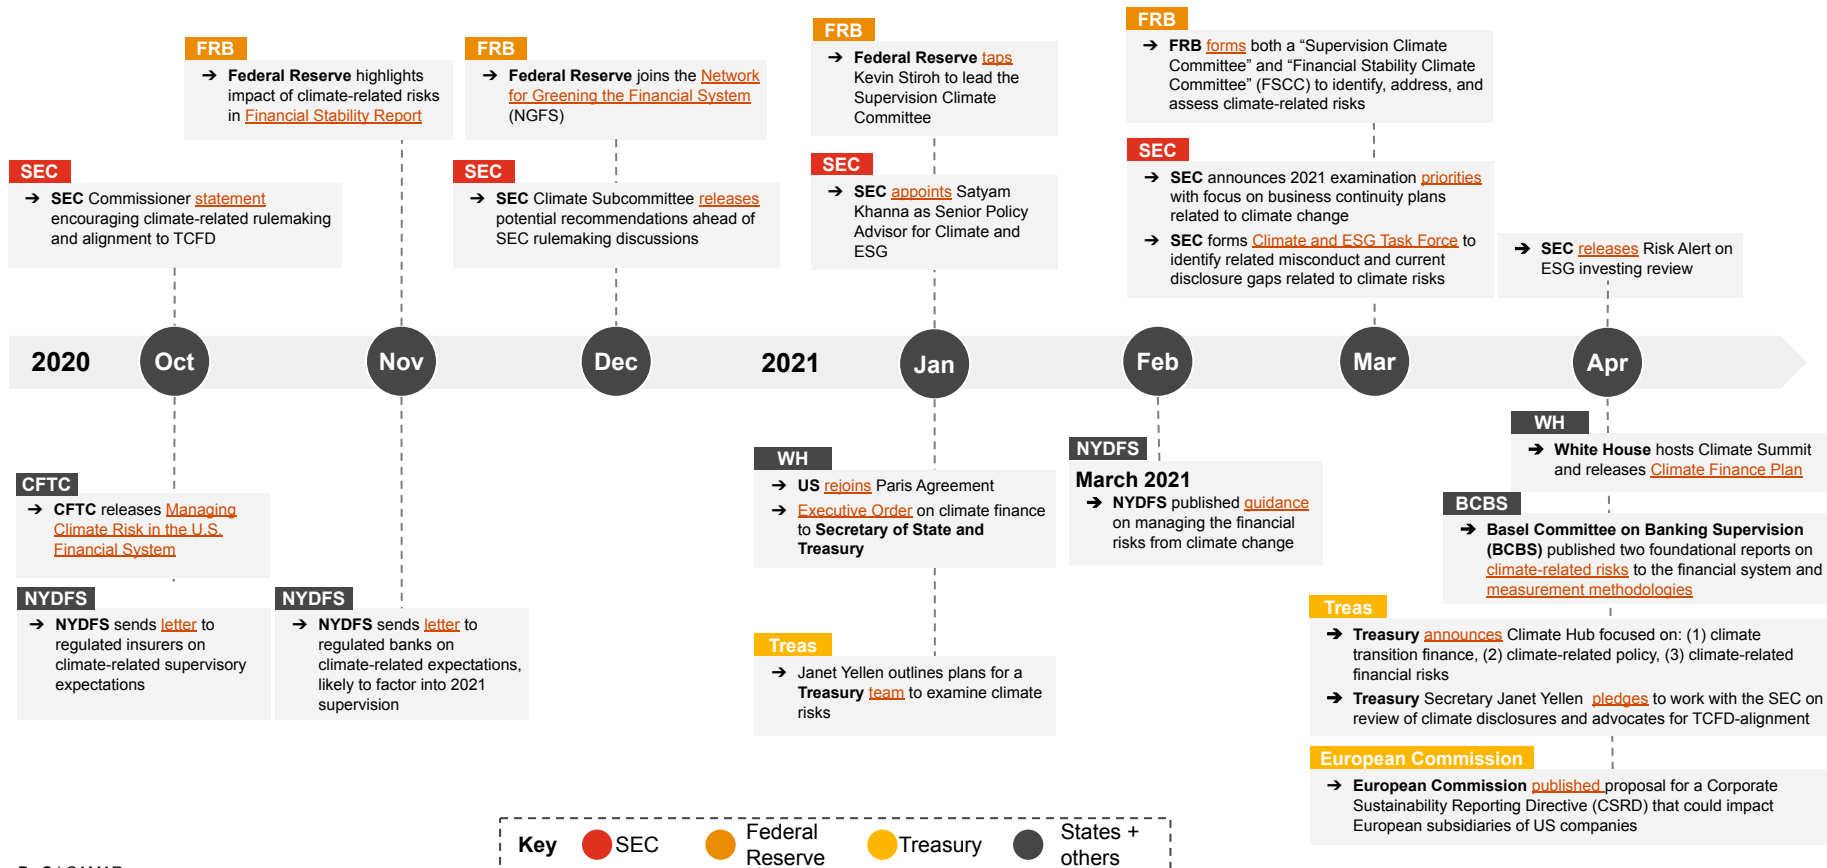 FRB
➔ Federal Reserve highlights
impact of climate-related risks
in Financial Stability Report
FRB
➔ Federal Reserve joins the Network
for Greening the Financial System
(NGFS)
FRB
➔ Federal Reserve taps
Kevin Stiroh to lead the
Supervision Climate
Committee
FRB
➔ FRB forms both a “Supervision Climate
Committee” and “Financial Stability Climate
Committee” (FSCC) to identify, address, and
assess climate-related risks
SEC
➔ SEC Commissioner statement
encouraging climate-related rulemaking
and alignment to TCFD
SEC
➔ SEC Climate Subcommittee releases
potential recommendations ahead of
SEC rulemaking discussions
SEC
➔ SEC appoints Satyam
Khanna as Senior Policy
Advisor for Climate and
ESG
SEC
➔ SEC announces 2021 examination priorities
with focus on business continuity plans
related to climate change
➔ SEC forms Climate and ESG Task Force to
identify related misconduct and current
disclosure gaps related to climate risks
➔ SEC releases Risk Alert on
ESG investing review
2020 Oct Nov Dec 2021 Jan Feb Mar Apr
CFTC
➔ CFTC releases Managing
Climate Risk in the U.S.
Financial System
NYDFS
➔ NYDFS sends letter to
regulated insurers on
climate-related supervisory
expectations
NYDFS
➔ NYDFS sends letter to
regulated banks on
climate-related expectations,
likely to factor into 2021
supervision
WH
➔ US rejoins Paris Agreement
➔ Executive Order on climate finance
to Secretary of State and
Treasury
Treas
➔ Janet Yellen outlines plans for a
Treasury team to examine climate
risks
NYDFS
March 2021
➔ NYDFS published guidance
on managing the financial
risks from climate change
WH
➔ White House hosts Climate Summit
and releases Climate Finance Plan
BCBS
➔ Basel Committee on Banking Supervision
(BCBS) published two foundational reports on
climate-related risks to the financial system and
measurement methodologies
Treas
➔ Treasury announces Climate Hub focused on: (1) climate
transition finance, (2) climate-related policy, (3) climate-related
financial risks
➔ Treasury Secretary Janet Yellen pledges to work with the SEC on
review of climate disclosures and advocates for TCFD-alignment
European Commission
➔ European Commission published proposal for a Corporate
Sustainability Reporting Directive (CSRD) that could impact
European subsidiaries of US companies
Key SEC Federal
Reserve Treasury States +
others